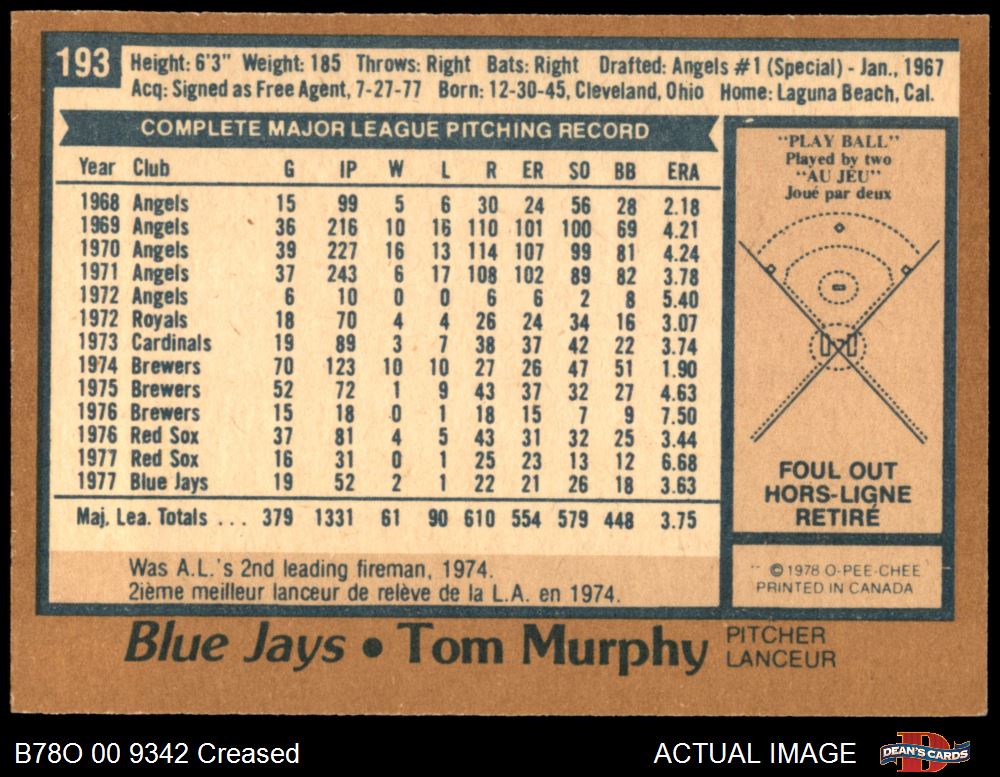 193
Height: 6'3" Weight: 185 Throws: Right Bats: Right Drafted: Angels #1 (Special) - Jan., 1967
Acq: Signed as Free Agent, 7-27-77 Born: 12-30-45, Cleveland, Ohio Home: Laguna Beach, Cal.
COMPLETE MAJOR LEAGUE PITCHING RECORD
Year Club G IP W L R ER SO BB ERA
1968 Angels 15 99 5 6 30 24 56 28 2.18
1969 Angels 36 216 10 16 110 101 100 69 4.21
1970 Angels 39 227 16 13 114 107 99 81 4.24
1971 Angels 37 243 6 17 108 102 89 82 3.78
1972 Angels 6 10 0 0 6 6 2 8 5.40
1972 Royals 18 70 4 4 26 24 34 16 3.07
1973 Cardinals 19 89 3 7 38 37 42 22 3.74
1974 Brewers 70 123 10 10 27 26 47 51 1.90
1975 Brewers 52 72 1 9 43 37 32 27 4.63
1976 Brewers 15 18 0 1 18 15 7 9 7.50
1976 Red Sox 37 81 4 5 43 31 32 25 3.44
1977 Red Sox 16 31 0 1 25 23 13 12 6.68
1977 Blue Jays 19 52 2 1 22 21 26 18 3.63
Maj. Lea. Totals ... 379 1331 61 90 610 554 579 448 3.75
Was A.L.'s 2nd leading fireman, 1974.
2ième meilleur lanceur de relève de la L.A. en 1974.
"PLAY BALL"
Played by two
"AU JEU"
Joué par deux
FOUL OUT
HORS-LIGNE
RETIRÉ
© 1978 O-PEE-CHEE
PRINTED IN CANADA
Blue Jays • Tom Murphy
PITCHER
LANCEUR
B78O 00 9342 Creased
ACTUAL IMAGE
DEAN'S CARDS